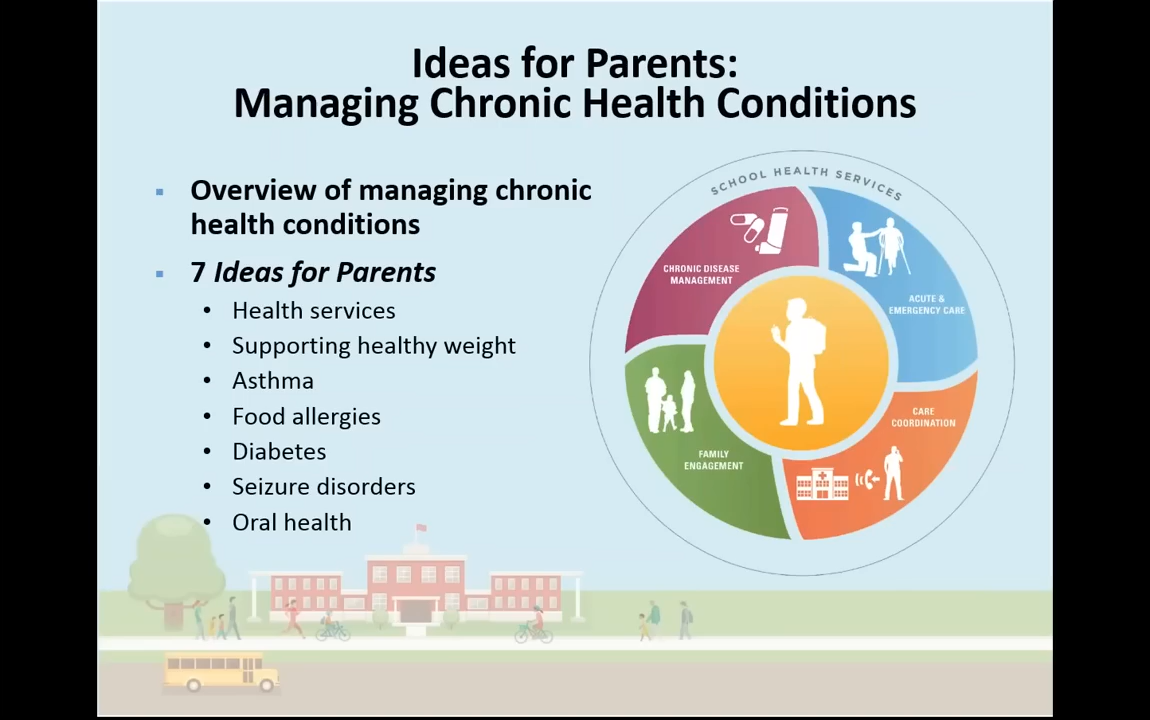 Ideas for Parents:
Managing Chronic Health Conditions
▪ Overview of managing chronic
health conditions
▪ 7 Ideas for Parents
• Health services
• Supporting healthy weight
• Asthma
• Food allergies
• Diabetes
• Seizure disorders
• Oral health
SCHOOL HEALTH SERVICES
CHRONIC DISEASE
MANAGEMENT
ACUTE &
EMERGENCY CARE
CARE
COORDINATION
FAMILY
ENGAGEMENT